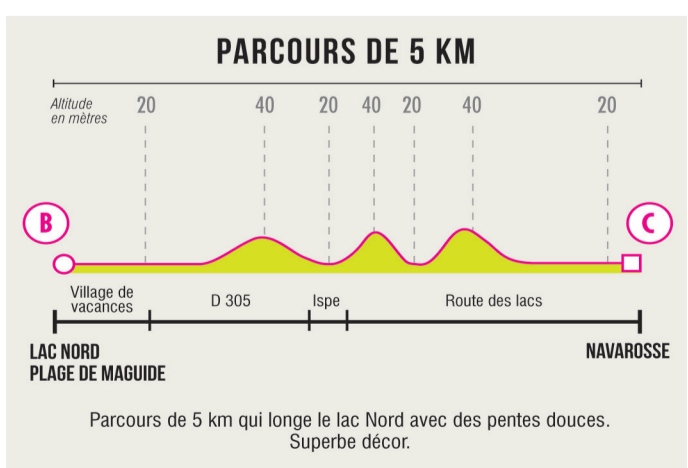 PARCOURS DE 5 KM
Altitude
en mètres
20 40 20 40 20 40 20
B
C
Village de
vacances
D 305
Ispe
Route des lacs
LAC NORD
PLAGE DE MAGUIDE
NAVAROSSE
Parcours de 5 km qui longe le lac Nord avec des pentes douces.
Superbe décor.